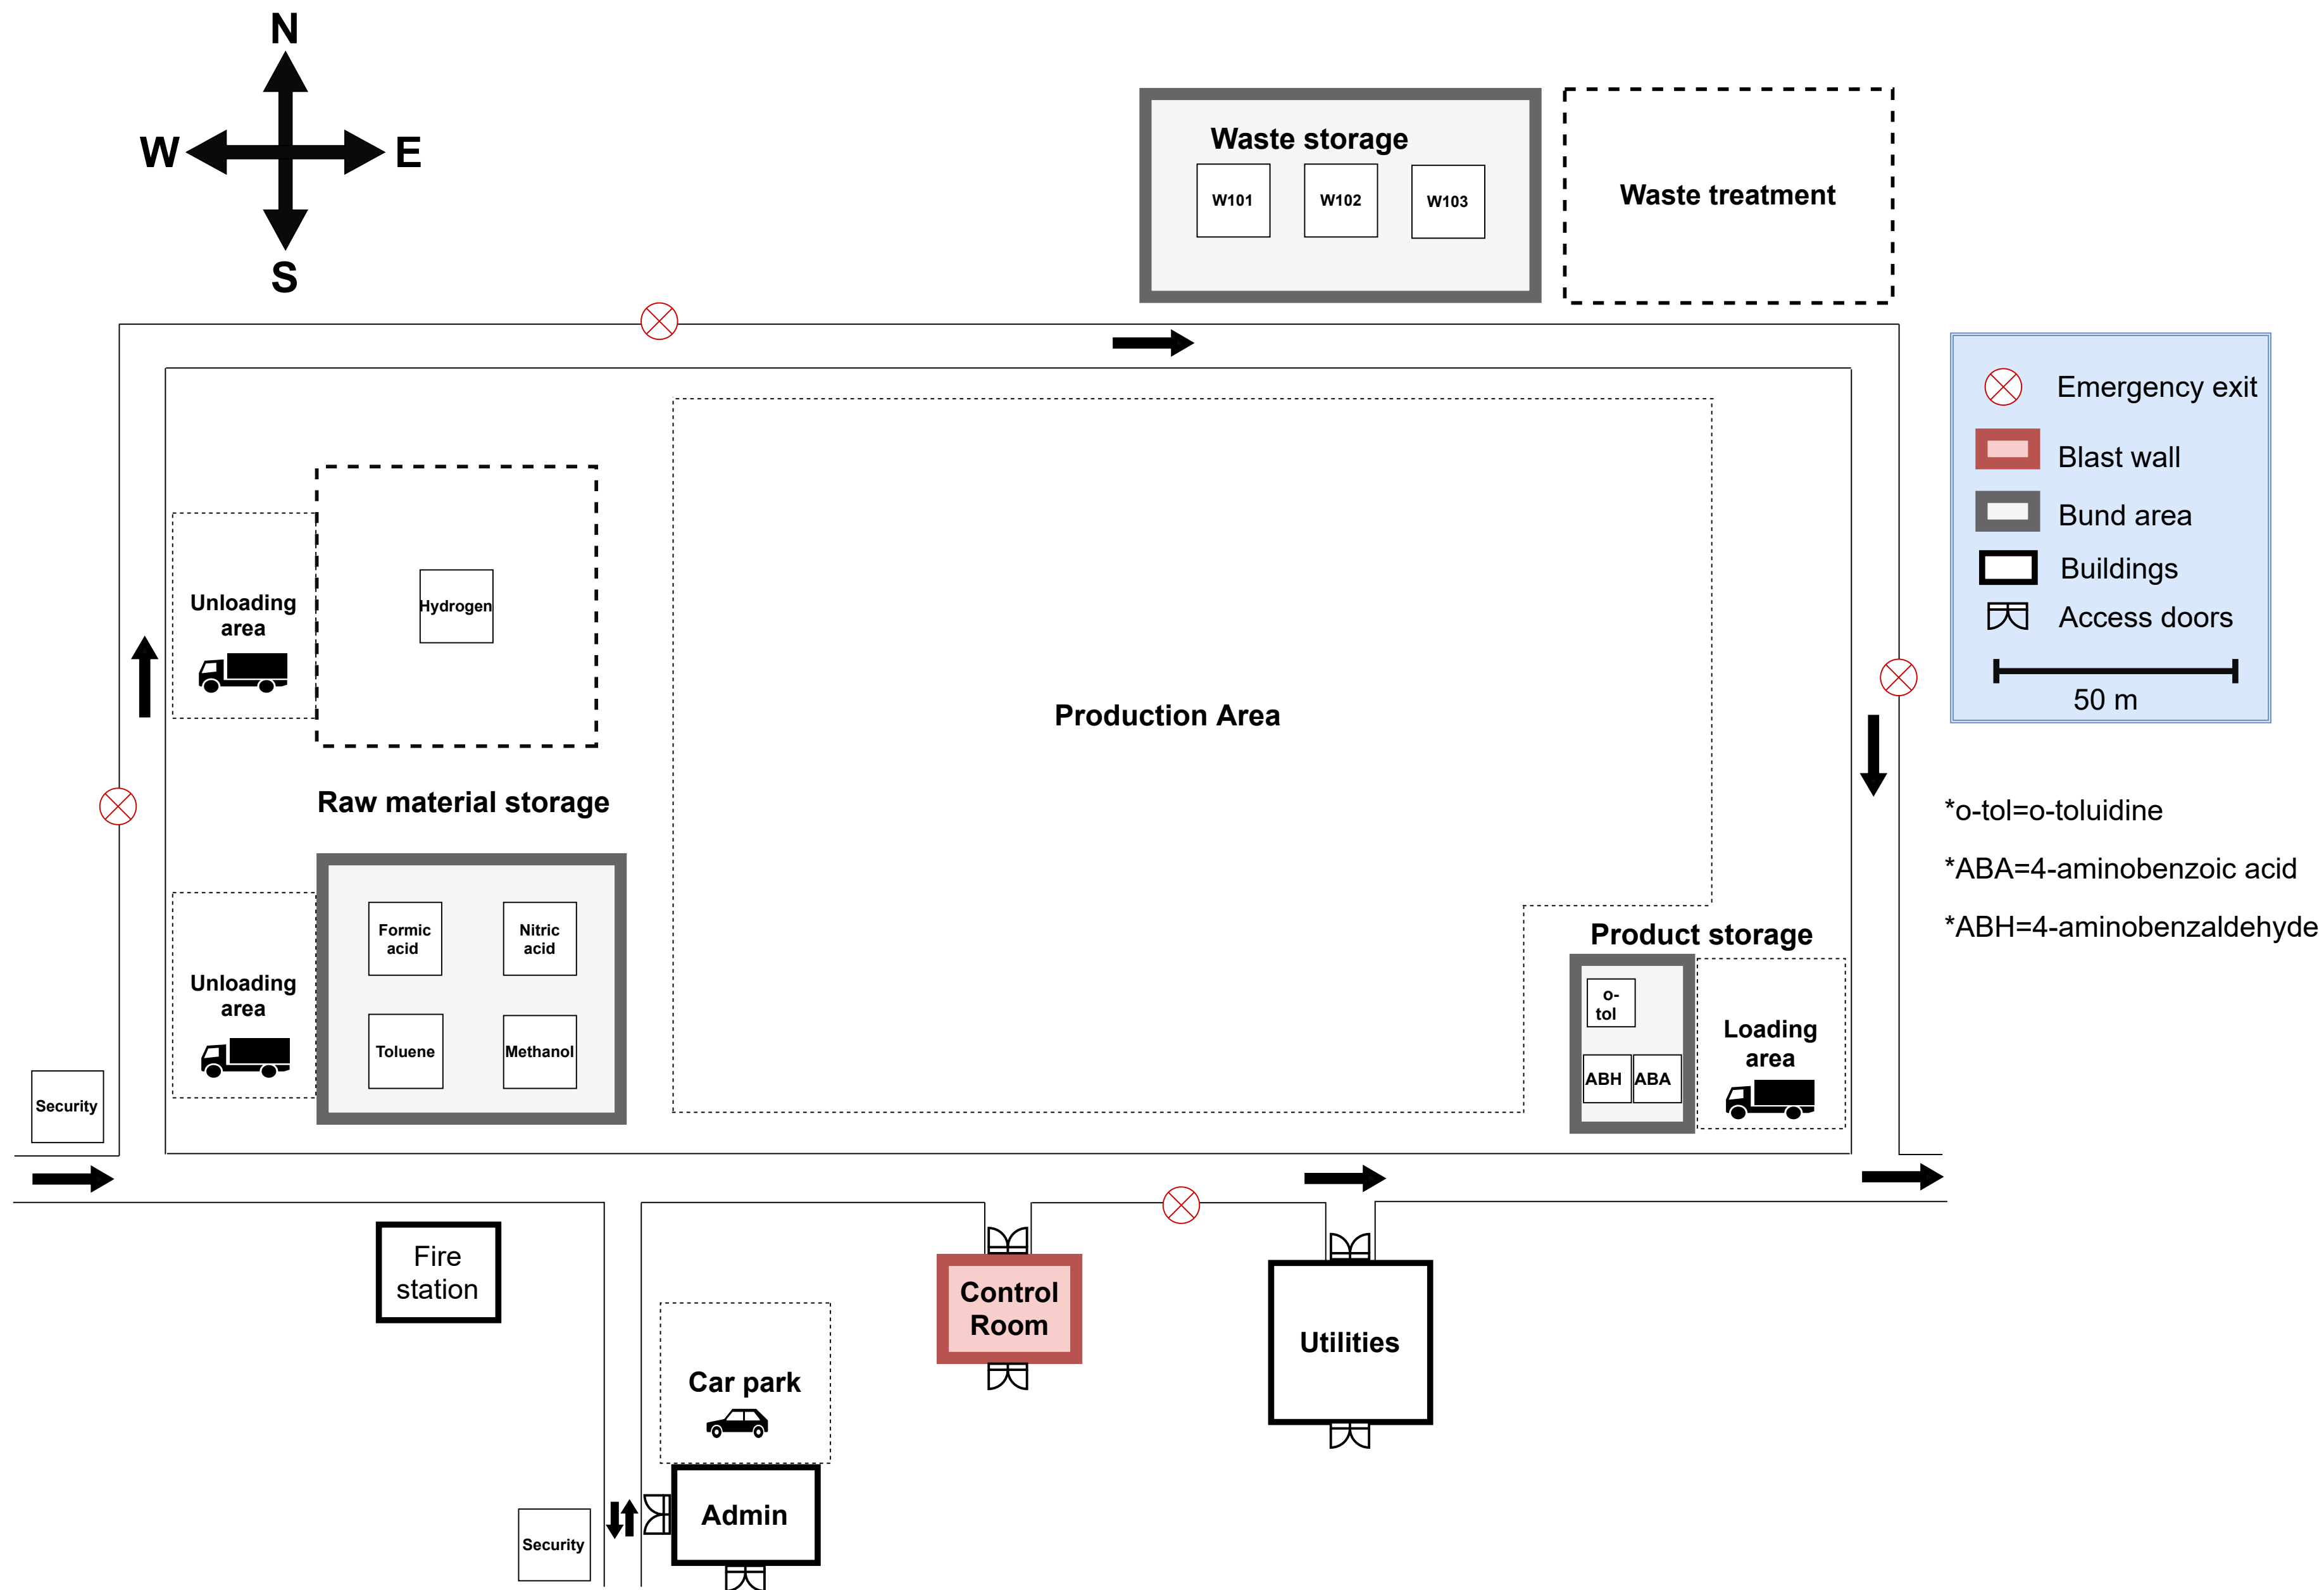 N
W
E
S
Waste storage
W101
W102
W103
Waste treatment
Emergency exit
Blast wall
Bund area
Buildings
Access doors
50 m
Unloading
area
Hydrogen
Production Area
Raw material storage
*o-tol=o-toluidine
*ABA=4-aminobenzoic acid
*ABH=4-aminobenzaldehyde
Unloading
area
Formic
acid
Nitric
acid
Toluene
Methanol
Product storage
o-
tol
ABH
ABA
Loading
area
Security
Fire
station
Control
Room
Utilities
Car park
Admin
Security